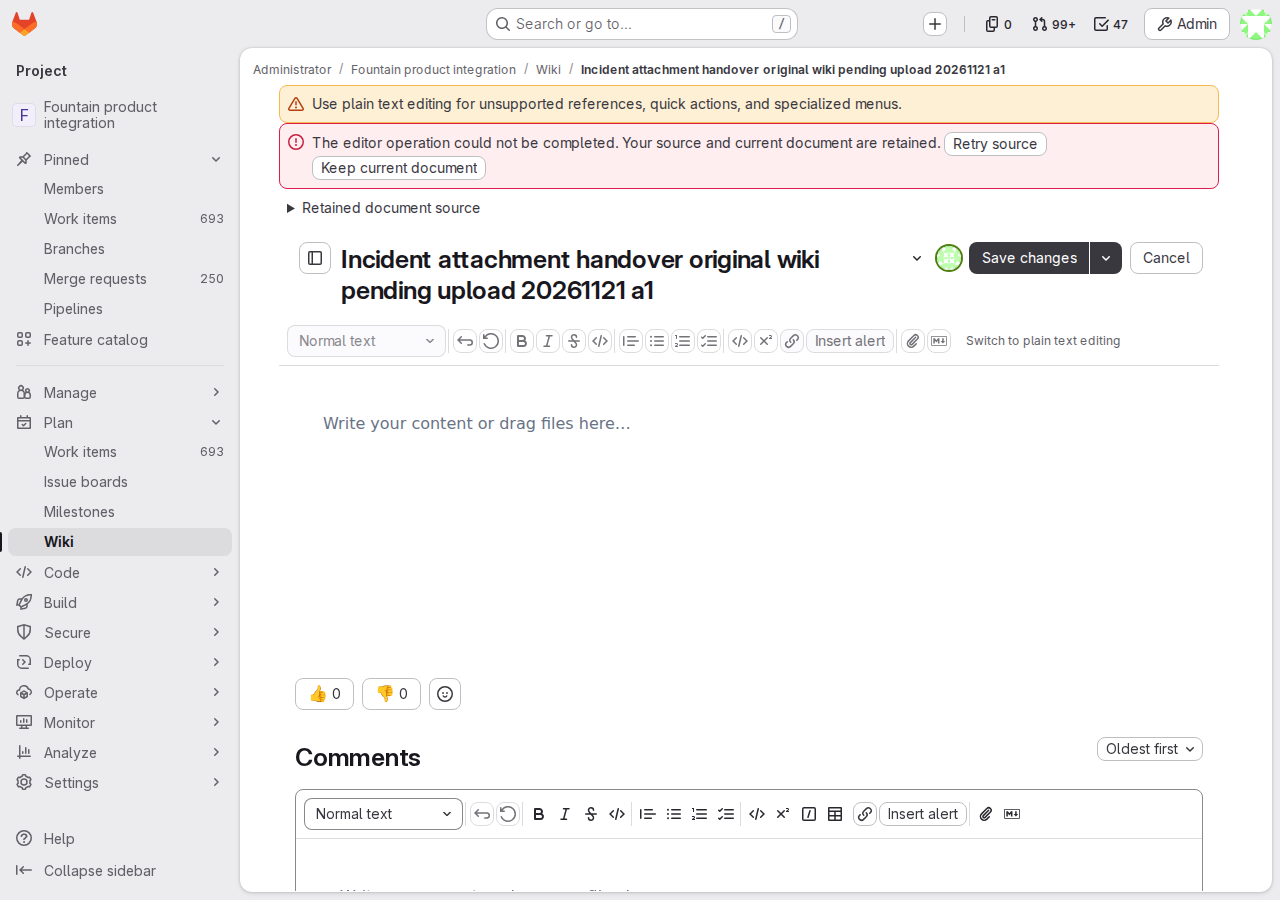 Search or go to...
/
0
99+
47
Admin
Project
F
Fountain product integration
Pinned
Members
Work items 693
Branches
Merge requests 250
Pipelines
Feature catalog
Manage
Plan
Work items 693
Issue boards
Milestones
Wiki
Code
Build
Secure
Deploy
Operate
Monitor
Analyze
Settings
Help
Collapse sidebar
Administrator / Fountain product integration / Wiki / Incident attachment handover original wiki pending upload 20261121 a1
Use plain text editing for unsupported references, quick actions, and specialized menus.
The editor operation could not be completed. Your source and current document are retained. Retry source
Keep current document
Retained document source
Incident attachment handover original wiki
pending upload 20261121 a1
Save changes
Cancel
Normal text
Insert alert
Switch to plain text editing
Write your content or drag files here...
👍 0
👎 0
Comments
Oldest first
Normal text
Insert alert